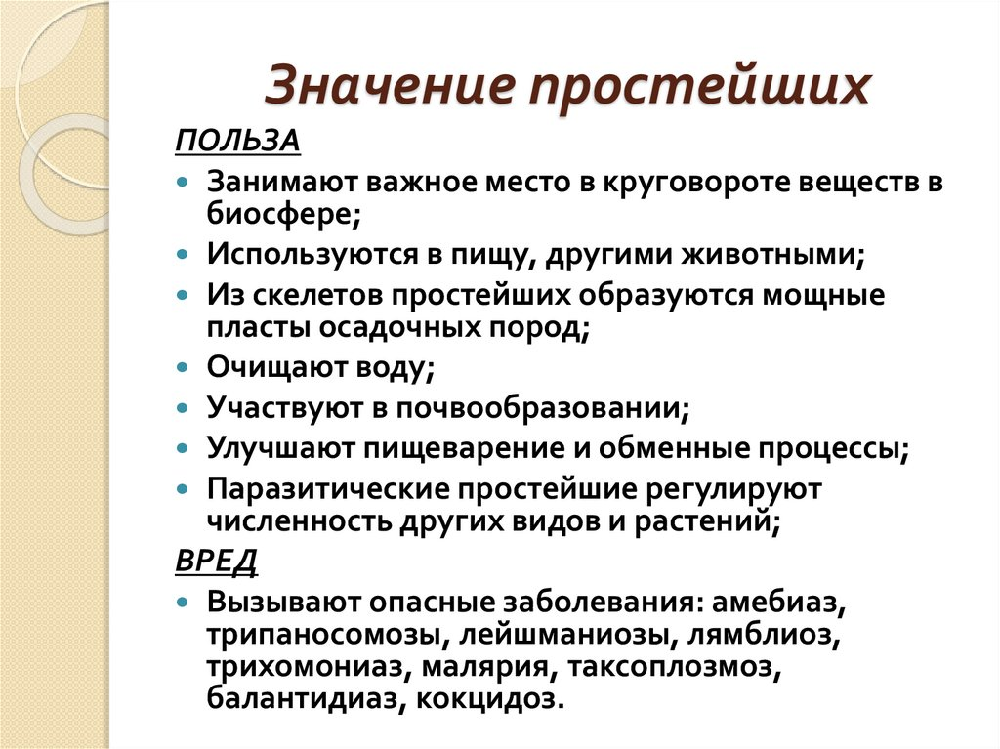 Значение простейших
ПОЛЬЗА
• Занимают важное место в круговороте веществ в
биосфере;
• Используются в пищу, другими животными;
• Из скелетов простейших образуются мощные
пласты осадочных пород;
• Очищают воду;
• Участвуют в почвообразовании;
• Улучшают пищеварение и обменные процессы;
• Паразитические простейшие регулируют
численность других видов и растений;
ВРЕД
• Вызывают опасные заболевания: амебиаз,
трипаносомозы, лейшманиозы, лямблиоз,
трихомониаз, малярия, таксоплозмоз,
балантидиаз, кокцидоз.